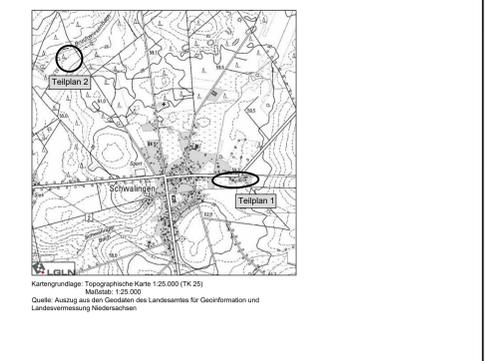 Teilplan 2
Schwalingen
Teilplan 1
LGLN
Kartengrundlage: Topographische Karte 1:25.000 (TK 25)
Maßstab: 1:25.000
Quelle: Auszug aus den Geodaten des Landesamtes für Geoinformation und
Landesvermessung Niedersachsen